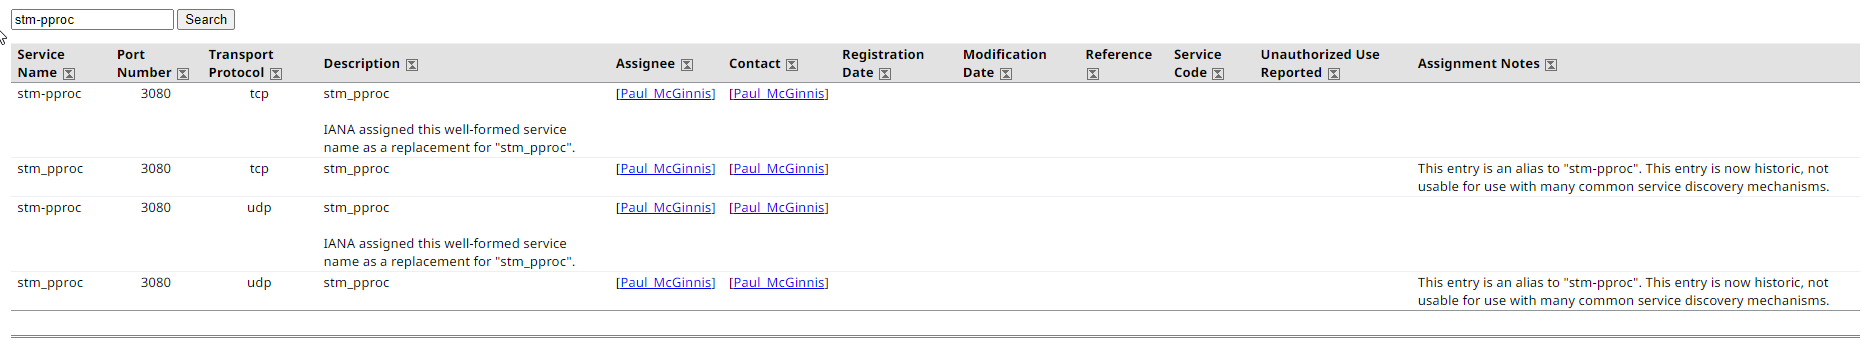 stm-pproc Search
Service Name Port Number Transport Protocol Description Assignee Contact Registration Date Modification Date Reference Service Code Unauthorized Use Reported Assignment Notes
stm-pproc 3080 tcp stm_pproc [Paul_McGinnis] [Paul_McGinnis]
IANA assigned this well-formed service
name as a replacement for "stm_pproc".
stm_pproc 3080 tcp stm_pproc [Paul_McGinnis] [Paul_McGinnis] This entry is an alias to "stm-pproc". This entry is now historic, not
usable for use with many common service discovery mechanisms.
stm-pproc 3080 udp stm_pproc [Paul_McGinnis] [Paul_McGinnis]
IANA assigned this well-formed service
name as a replacement for "stm_pproc".
stm_pproc 3080 udp stm_pproc [Paul_McGinnis] [Paul_McGinnis] This entry is an alias to "stm-pproc". This entry is now historic, not
usable for use with many common service discovery mechanisms.